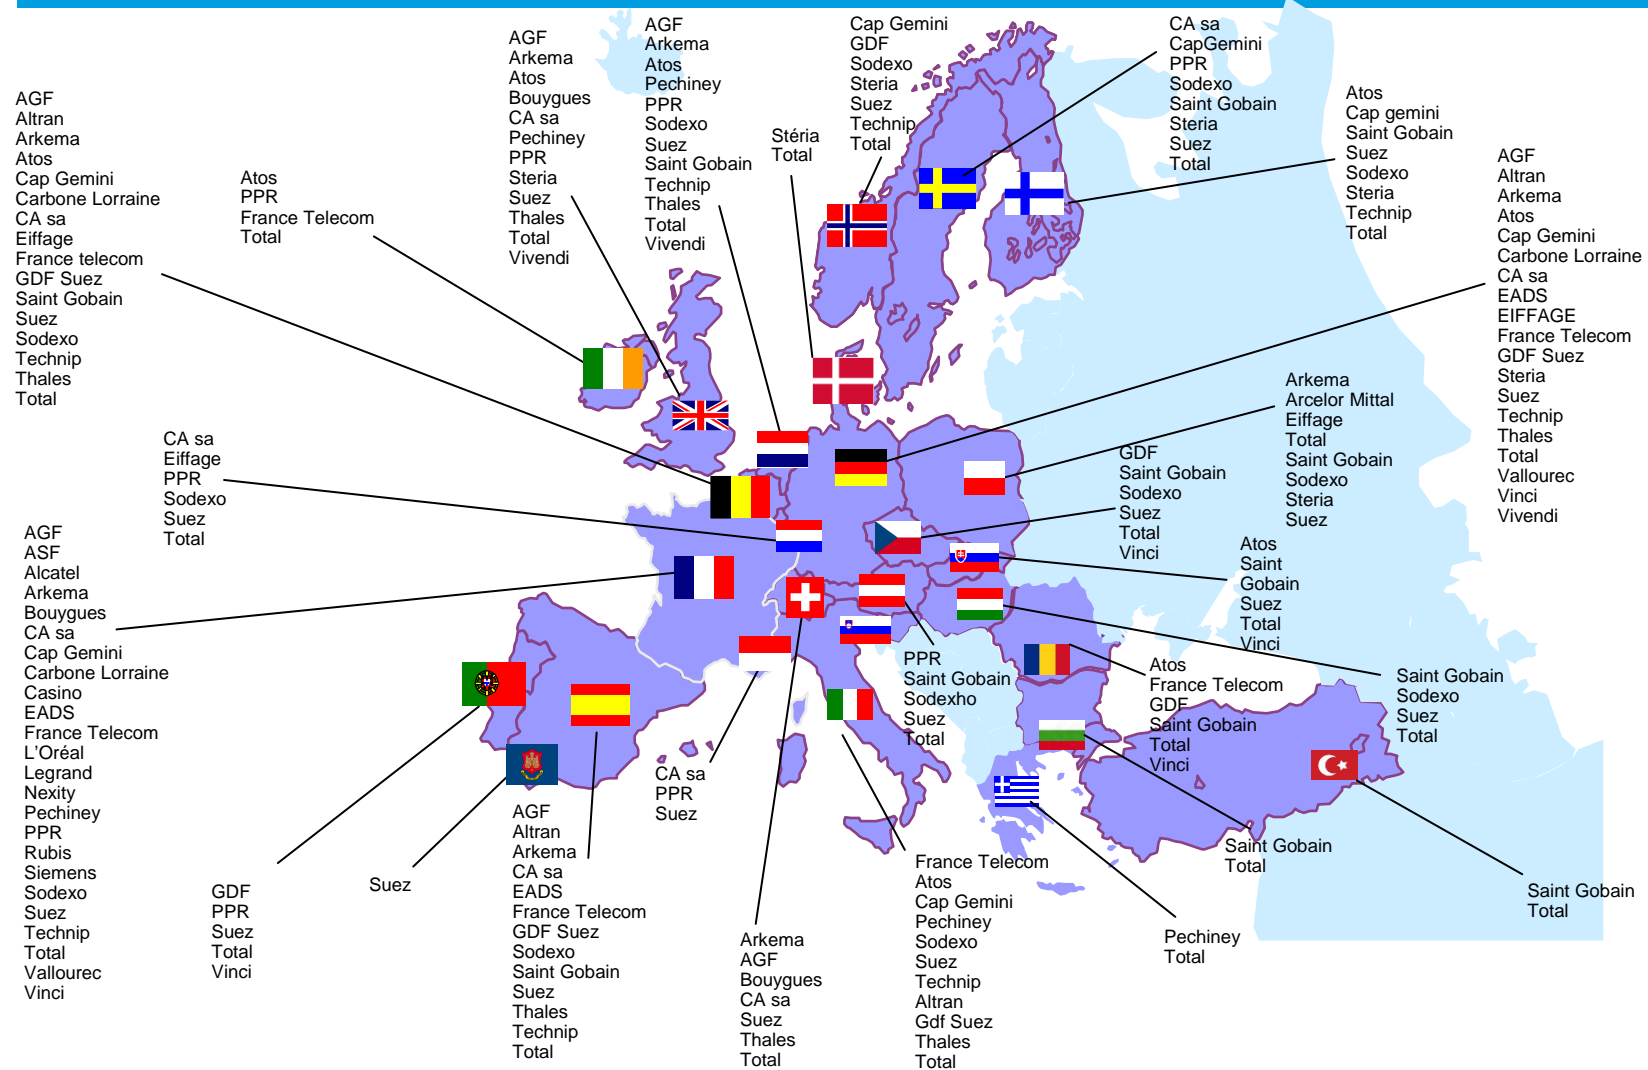 AGF
Altran
Arkema
Atos
Cap Gemini
Carbone Lorraine
CA sa
Eiffage
France telecom
GDF Suez
Saint Gobain
Suez
Sodexo
Technip
Thales
Total
Atos
PPR
France Telecom
Total
AGF
Arkema
Atos
Bouygues
CA sa
Pechiney
PPR
Steria
Suez
Thales
Total
Vivendi
AGF
Arkema
Atos
Pechiney
PPR
Sodexo
Suez
Saint Gobain
Technip
Thales
Total
Vivendi
Stéria
Total
Cap Gemini
GDF
Sodexo
Steria
Suez
Technip
Total
CA sa
CapGemini
PPR
Sodexo
Saint Gobain
Steria
Suez
Total
Atos
Cap gemini
Saint Gobain
Suez
Sodexo
Steria
Technip
Total
AGF
Altran
Arkema
Atos
Cap Gemini
Carbone Lorraine
CA sa
EADS
EIFFAGE
France Telecom
GDF Suez
Steria
Suez
Technip
Thales
Total
Vallourec
Vinci
Vivendi
Arkema
Arcelor Mittal
Eiffage
Total
Saint Gobain
Sodexo
Steria
Suez
GDF
Saint Gobain
Sodexo
Suez
Total
Vinci
CA sa
Eiffage
PPR
Sodexo
Suez
Total
Atos
Saint
Gobain
Suez
Total
Vinci
AGF
ASF
Alcatel
Arkema
Bouygues
CA sa
Cap Gemini
Carbone Lorraine
Casino
EADS
France Telecom
L’Oréal
Legrand
Nexity
Pechiney
PPR
Rubis
Siemens
Sodexo
Suez
Technip
Total
Vallourec
Vinci
PPR
Saint Gobain
Sodexho
Suez
Total
Atos
France Telecom
GDF
Saint Gobain
Total
Vinci
Saint Gobain
Sodexo
Suez
Total
CA sa
PPR
Suez
GDF
PPR
Suez
Total
Vinci
Suez
AGF
Altran
Arkema
CA sa
EADS
France Telecom
GDF Suez
Sodexo
Saint Gobain
Suez
Thales
Technip
Total
Arkema
AGF
Bouygues
CA sa
Suez
Thales
Total
France Telecom
Atos
Cap Gemini
Pechiney
Sodexo
Suez
Technip
Altran
Gdf Suez
Thales
Total
Pechiney
Total
Saint Gobain
Total
Saint Gobain
Total